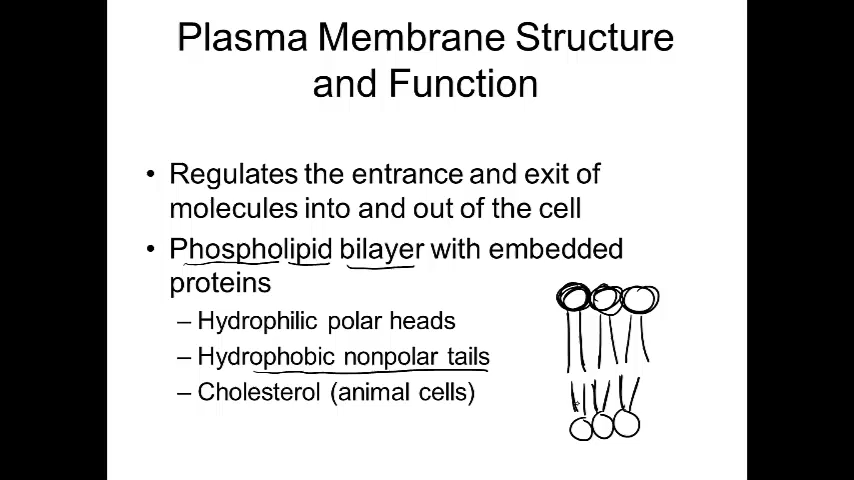 Plasma Membrane Structure
and Function
• Regulates the entrance and exit of
molecules into and out of the cell
• Phospholipid bilayer with embedded
proteins
– Hydrophilic polar heads
– Hydrophobic nonpolar tails
– Cholesterol (animal cells)